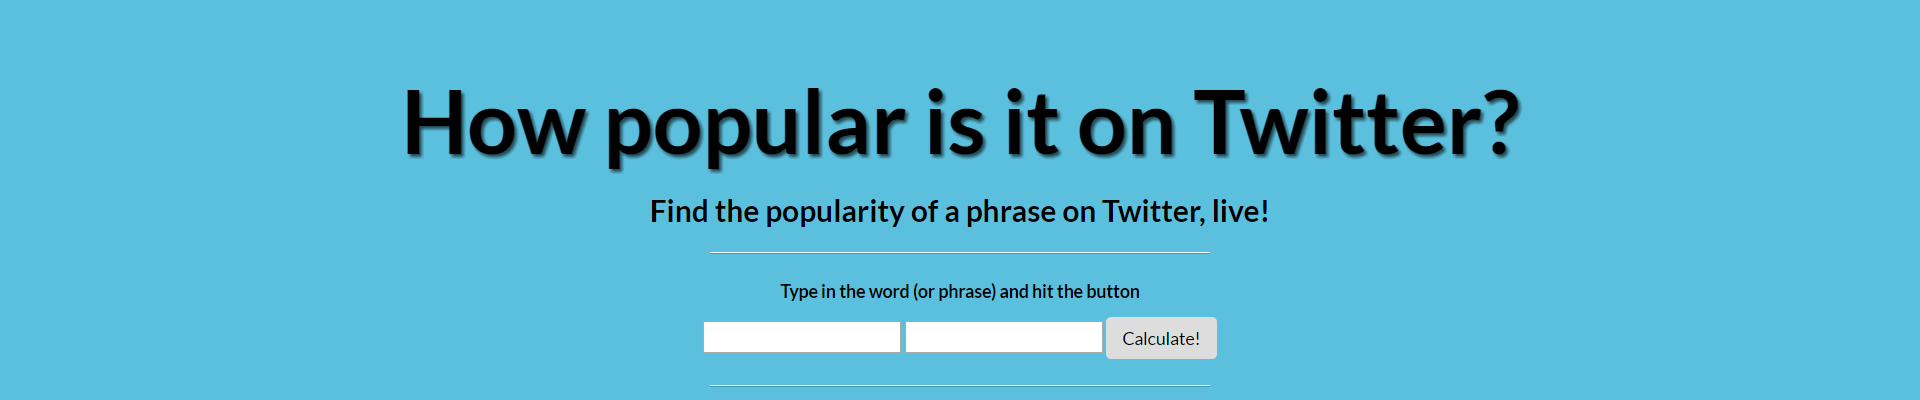 How popular is it on Twitter?
Find the popularity of a phrase on Twitter, live!
Type in the word (or phrase) and hit the button
Calculate!